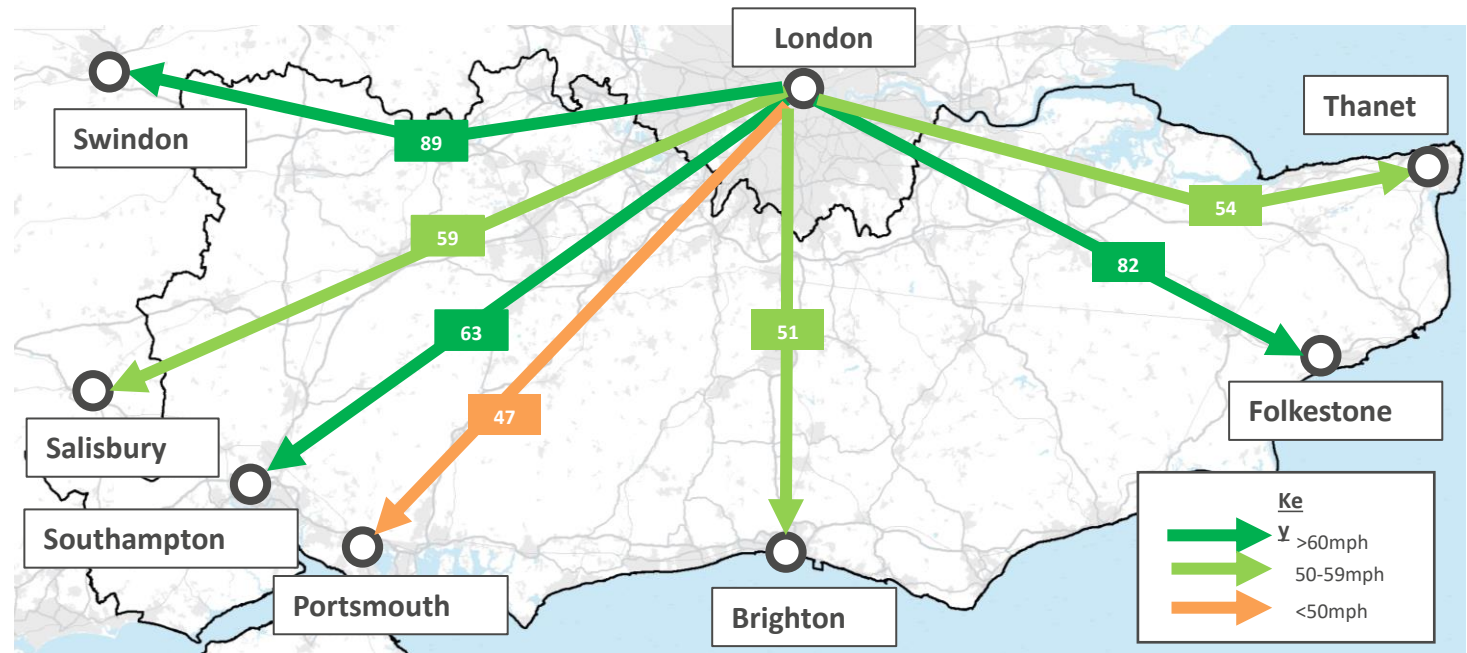 London
Thanet
Swindon
89
54
59
82
63
51
47
Salisbury
Folkestone
Southampton
Portsmouth
Brighton
Ke
y
>60mph
50-59mph
<50mph